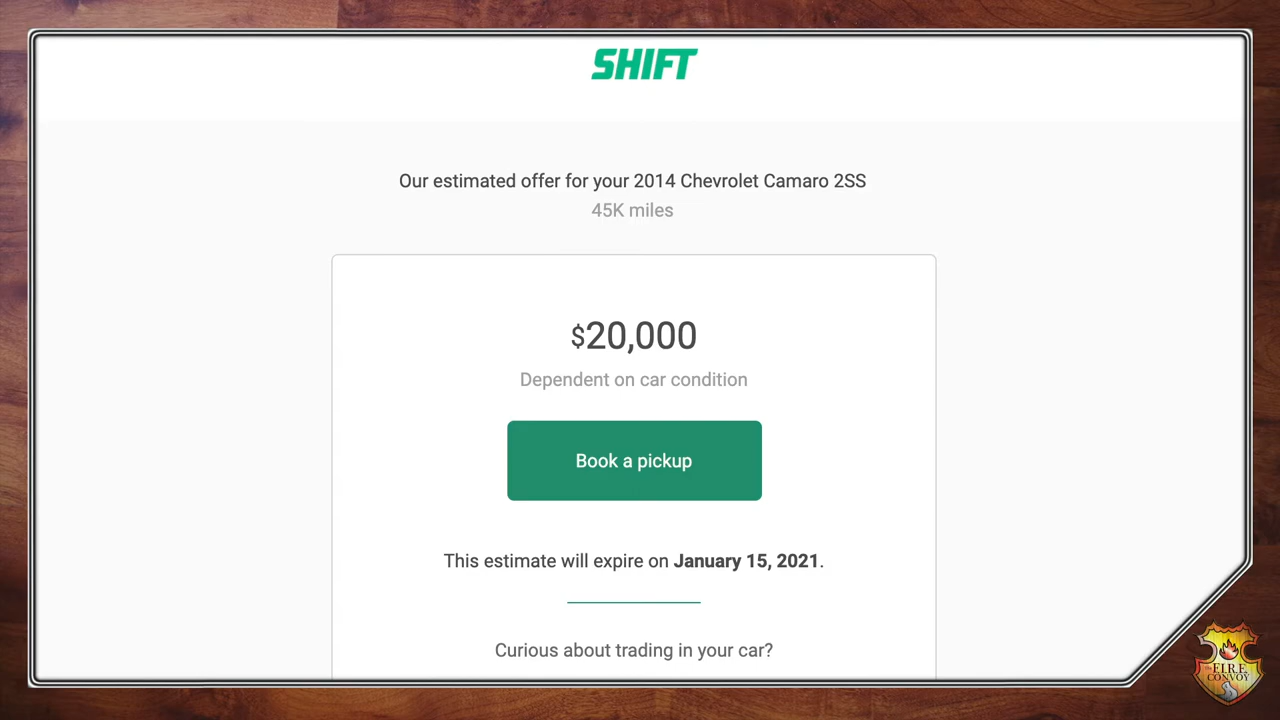 SHIFT
Our estimated offer for your 2014 Chevrolet Camaro 2SS
45K miles
$20,000
Dependent on car condition
Book a pickup
This estimate will expire on January 15, 2021.
Curious about trading in your car?
THE
F.I.R.E.
CONVOY